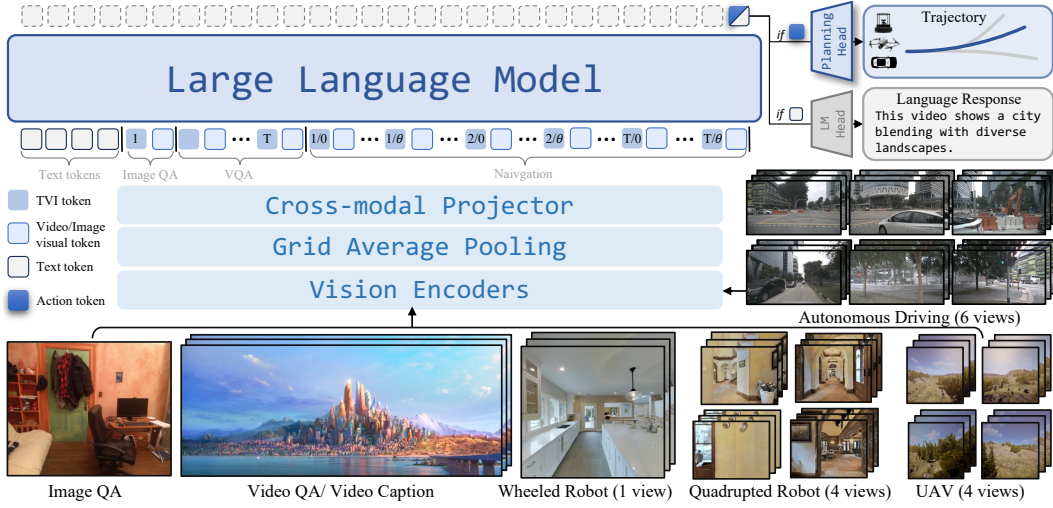 if
Planning
Head
Trajectory
Large Language Model
if
LM
Head
Language Response
This video shows a city
blending with diverse
landscapes.
1
T
1/0
1/θ
2/0
2/θ
T/0
T/θ
Text tokens
Image QA
VQA
Naivgation
TVI token
Video/Image
visual token
Text token
Action token
Cross-modal Projector
Grid Average Pooling
Vision Encoders
Autonomous Driving (6 views)
Image QA
Video QA/ Video Caption
Wheeled Robot (1 view)
Quadrupted Robot (4 views)
UAV (4 views)